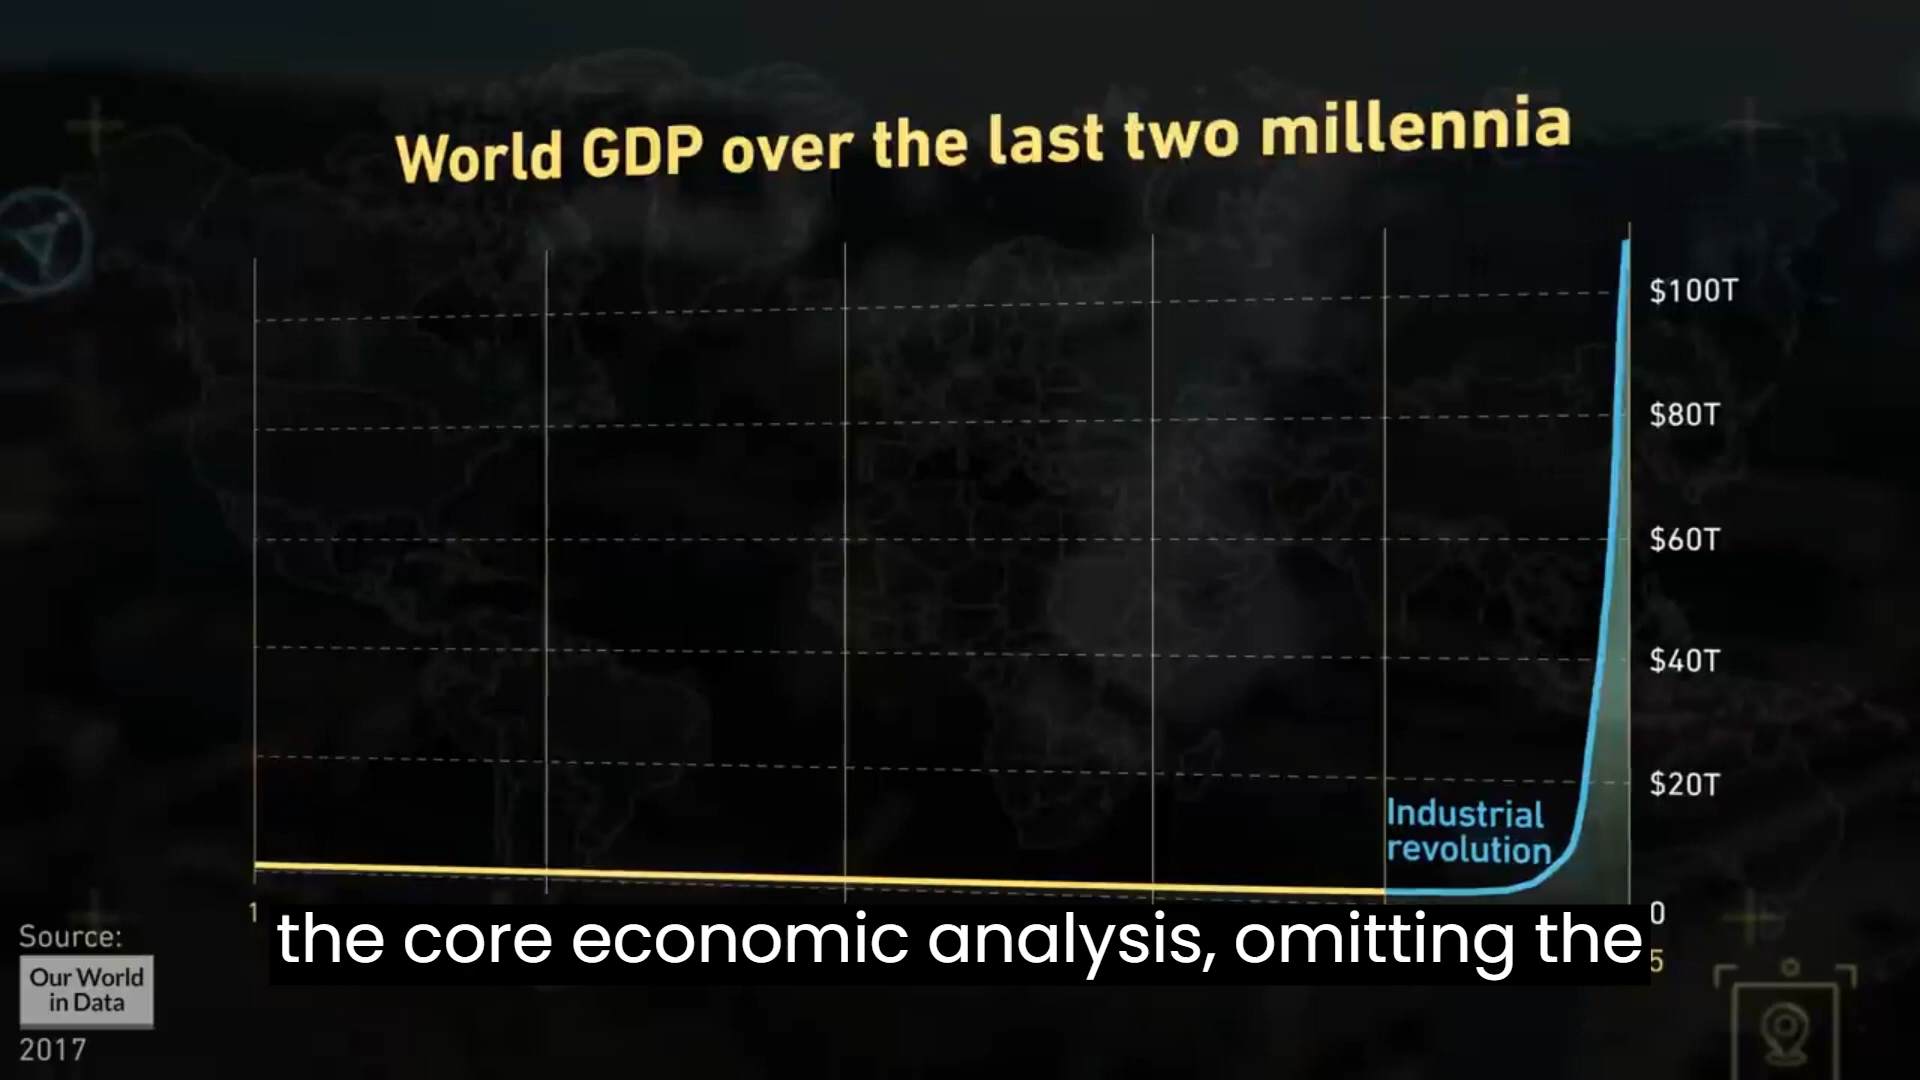 World GDP over the last two millennia
$100T
$80T
$60T
$40T
$20T
Industrial
revolution
0
1
5
the core economic analysis, omitting the
Source:
Our World
in Data
2017